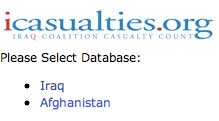 icasualties.org
IRAQ COALITION CASUALTY COUNT
Please Select Database:
Iraq
Afghanistan